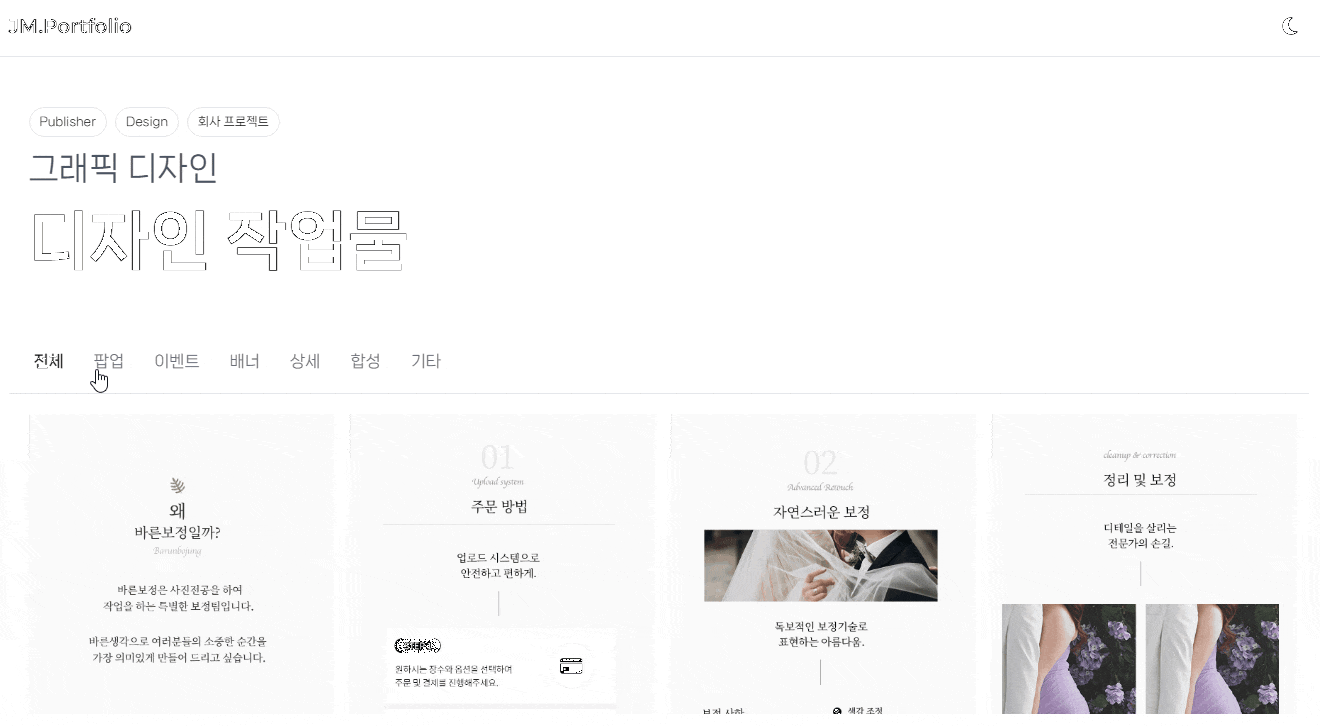 JM.Portfolio
Publisher Design 회사 프로젝트
그래픽 디자인
디자인 작업물
전체 팝업 이벤트 배너 상세 합성 기타
왜
바른보정일까?
Barunbojung
바른보정은 사진전공을 하여
작업을 하는 특별한 보정팀입니다.
바른생각으로 여러분들의 소중한 순간을
가장 의미있게 만들어 드리고 싶습니다.
01
Upload system
주문 방법
업로드 시스템으로
안전하고 편하게.
원하시는 장수와 옵션을 선택하여
주문 및 결제를 진행해주세요.
02
Advanced Retouch
자연스러운 보정
독보적인 보정기술로
표현하는 아름다움.
보정 사항
색감 조정
cleanup & correction
정리 및 보정
디테일을 살리는
전문가의 손길.